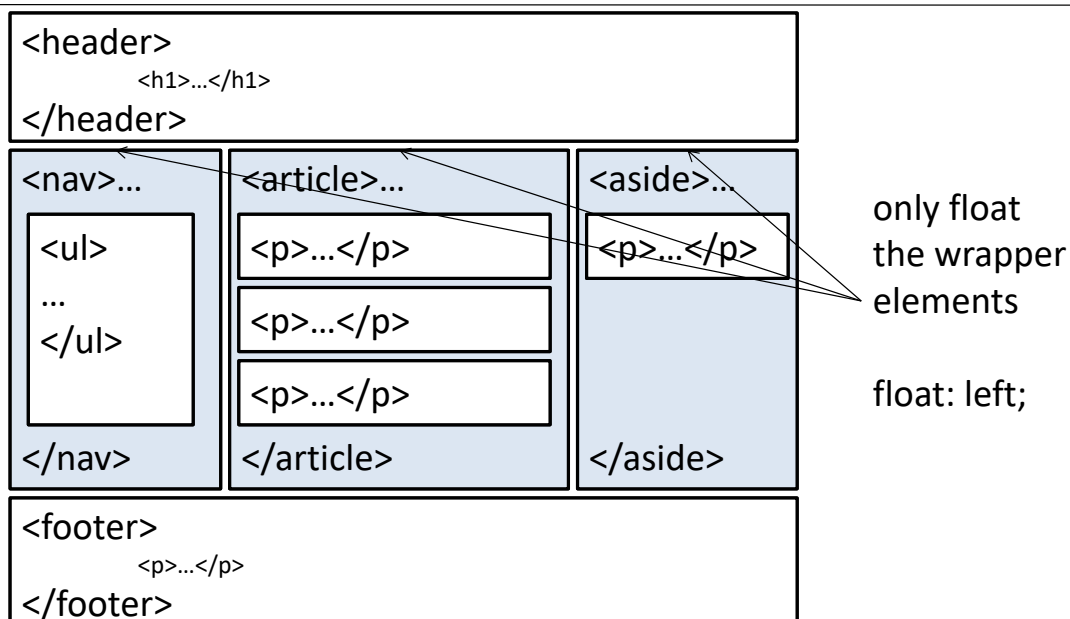 <header>
<h1>…</h1>
</header>
<nav>…
<ul>
…
</ul>
</nav>
<article>…
<p>…</p>
<p>…</p>
<p>…</p>
</article>
<aside>…
<p>…</p>
</aside>
only float
the wrapper
elements
float: left;
<footer>
<p>…</p>
</footer>